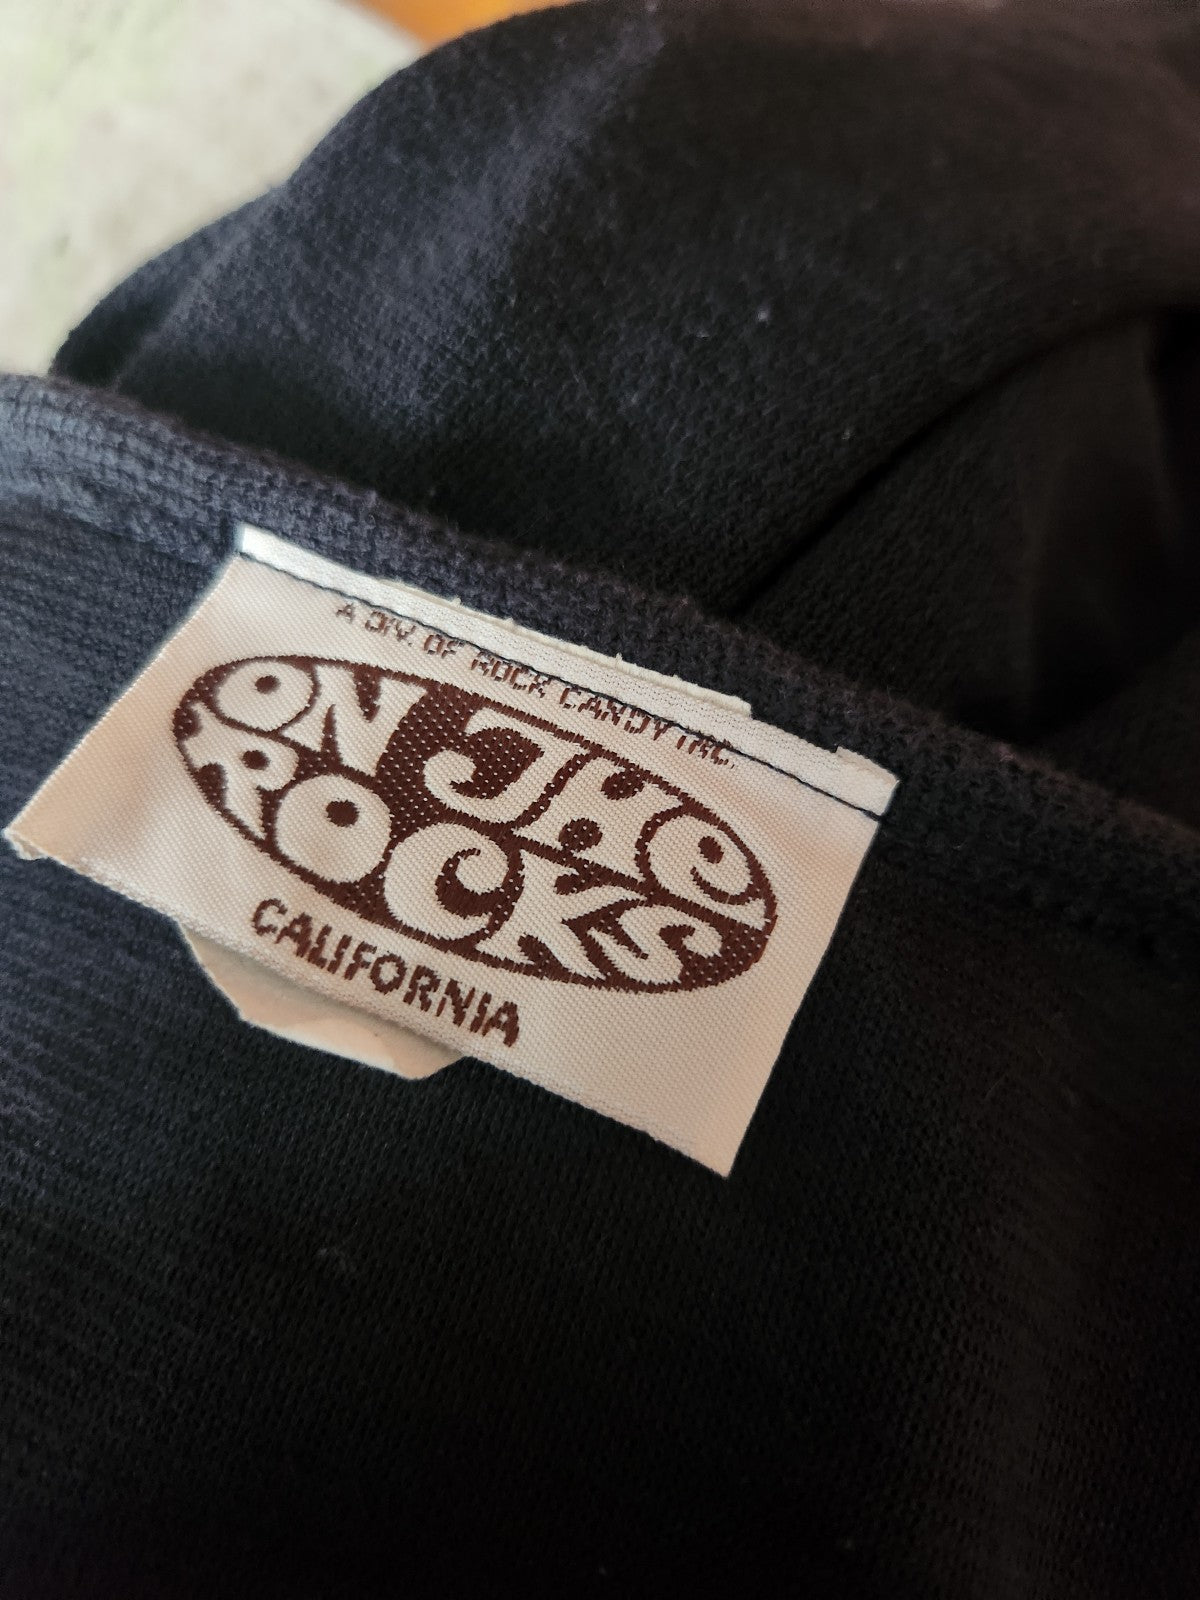 A DIV. OF ROCK CANDY INC.
ON THE
ROCKS
CALIFORNIA